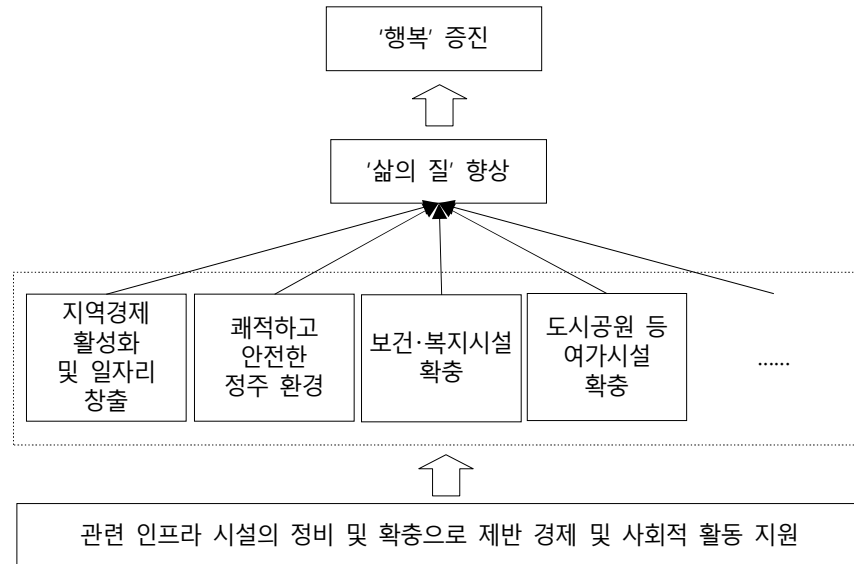 '행복' 증진
'삶의 질' 향상
지역경제
활성화
및 일자리
창출
쾌적하고
안전한
정주 환경
보건·복지시설
확충
도시공원 등
여가시설
확충
……
관련 인프라 시설의 정비 및 확충으로 제반 경제 및 사회적 활동 지원